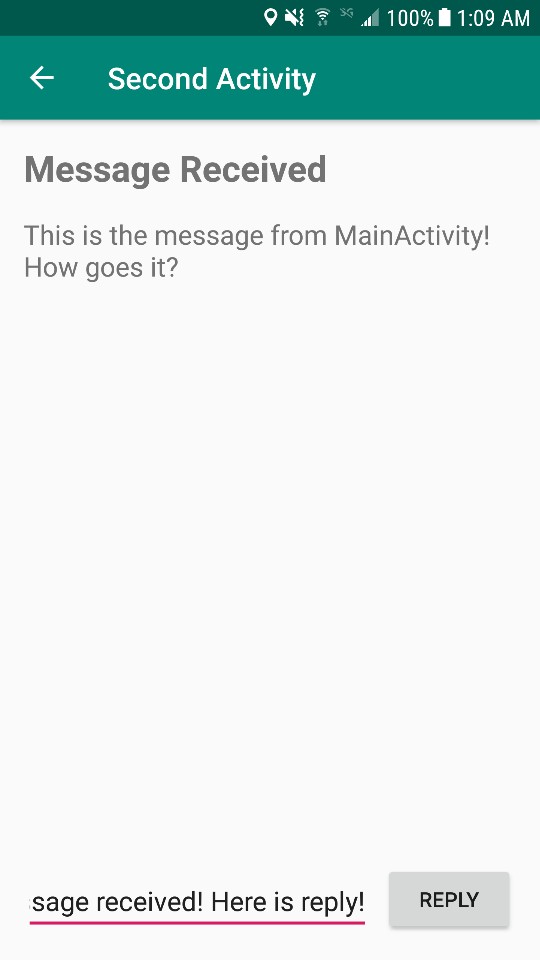 100% 1:09 AM
Second Activity
Message Received
This is the message from MainActivity!
How goes it?
sage received! Here is reply!
REPLY